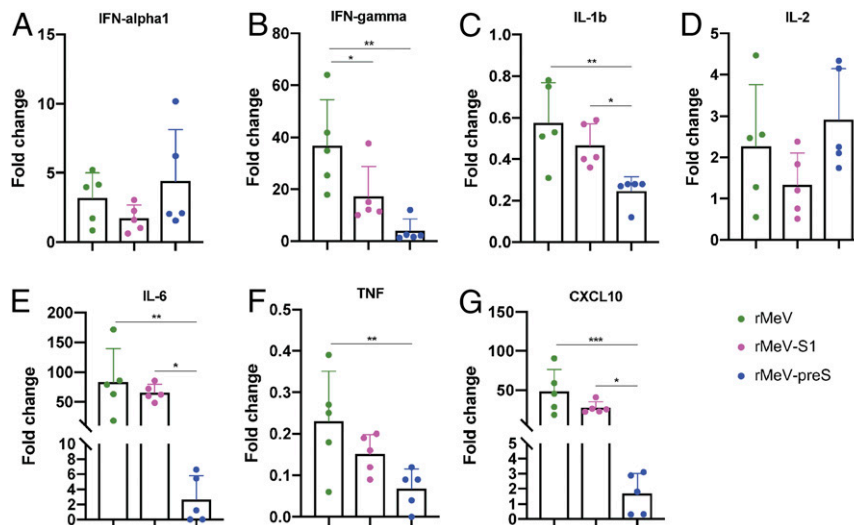 A
IFN-alpha1
Fold change
15
10
5
0
B
IFN-gamma
**
*
Fold change
80
60
40
20
0
C
IL-1b
**
*
Fold change
1.0
0.8
0.6
0.4
0.2
0.0
D
IL-2
Fold change
5
4
3
2
1
0
E
IL-6
**
*
Fold change
200
150
100
50
10
8
6
4
2
0
F
TNF
**
Fold change
0.5
0.4
0.3
0.2
0.1
0.0
G
CXCL10
***
*
Fold change
150
100
50
5
4
3
2
1
0
rMeV
rMeV-S1
rMeV-preS